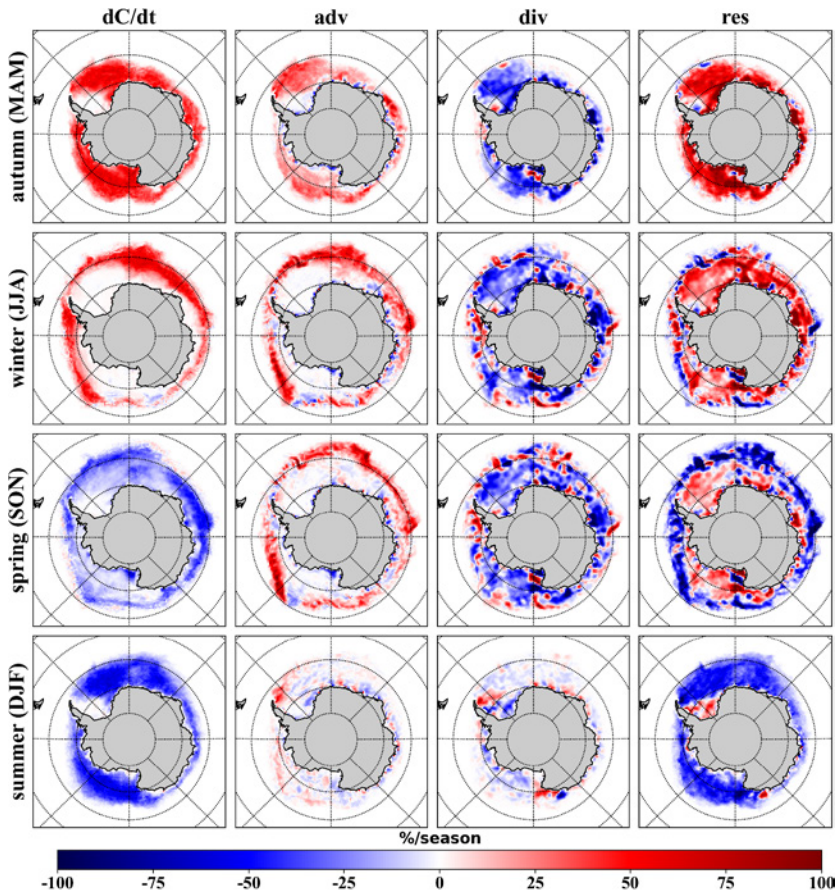 dC/dt adv div res
autumn (MAM)
winter (JJA)
spring (SON)
summer (DJF)
%/season
-100 -75 -50 -25 0 25 50 75 100